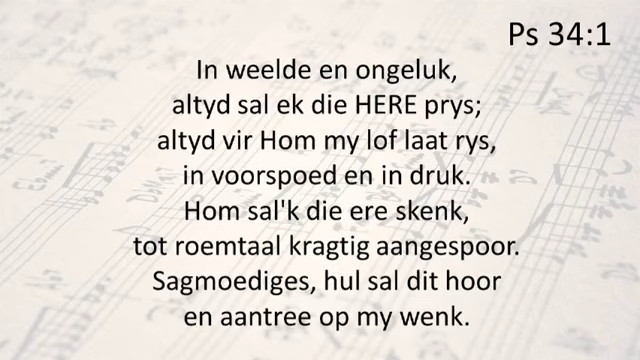 Ps 34:1
In weelde en ongeluk,
altyd sal ek die HERE prys;
altyd vir Hom my lof laat rys,
in voorspoed en in druk.
Hom sal'k die ere skenk,
tot roemtaal kragtig aangespoor.
Sagmoediges, hul sal dit hoor
en aantree op my wenk.